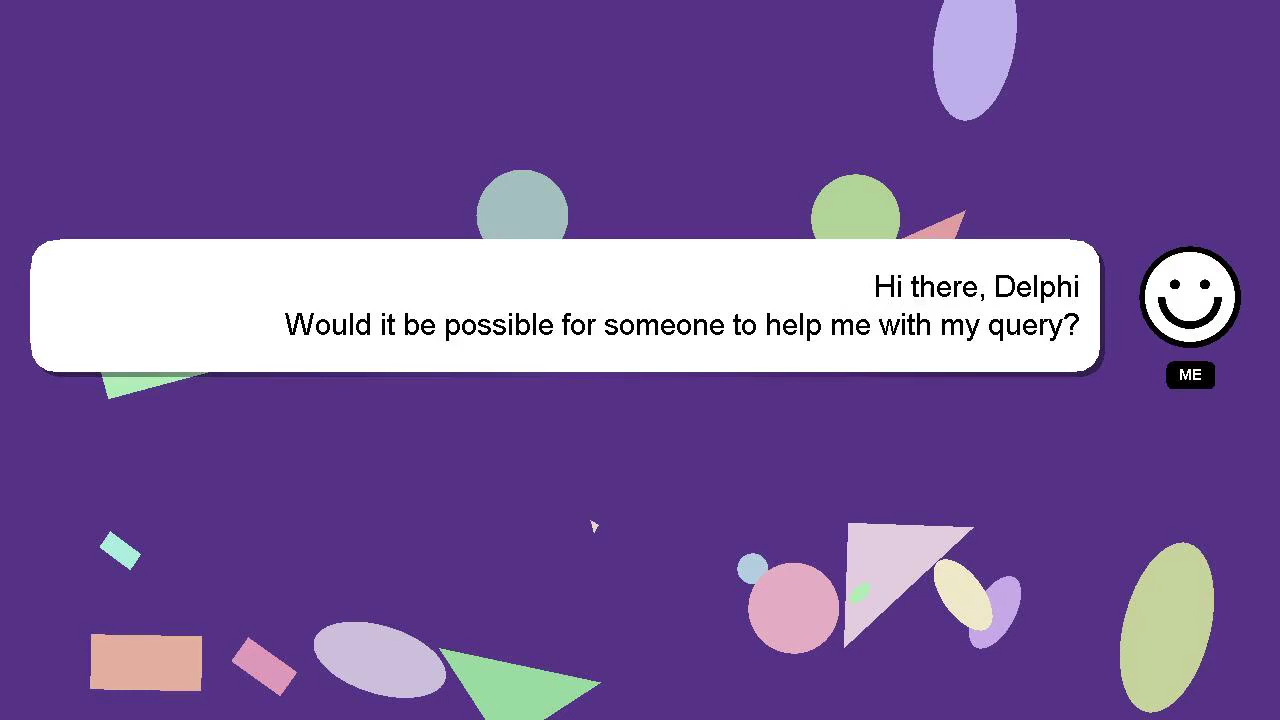 Hi there, Delphi
Would it be possible for someone to help me with my query?
ME